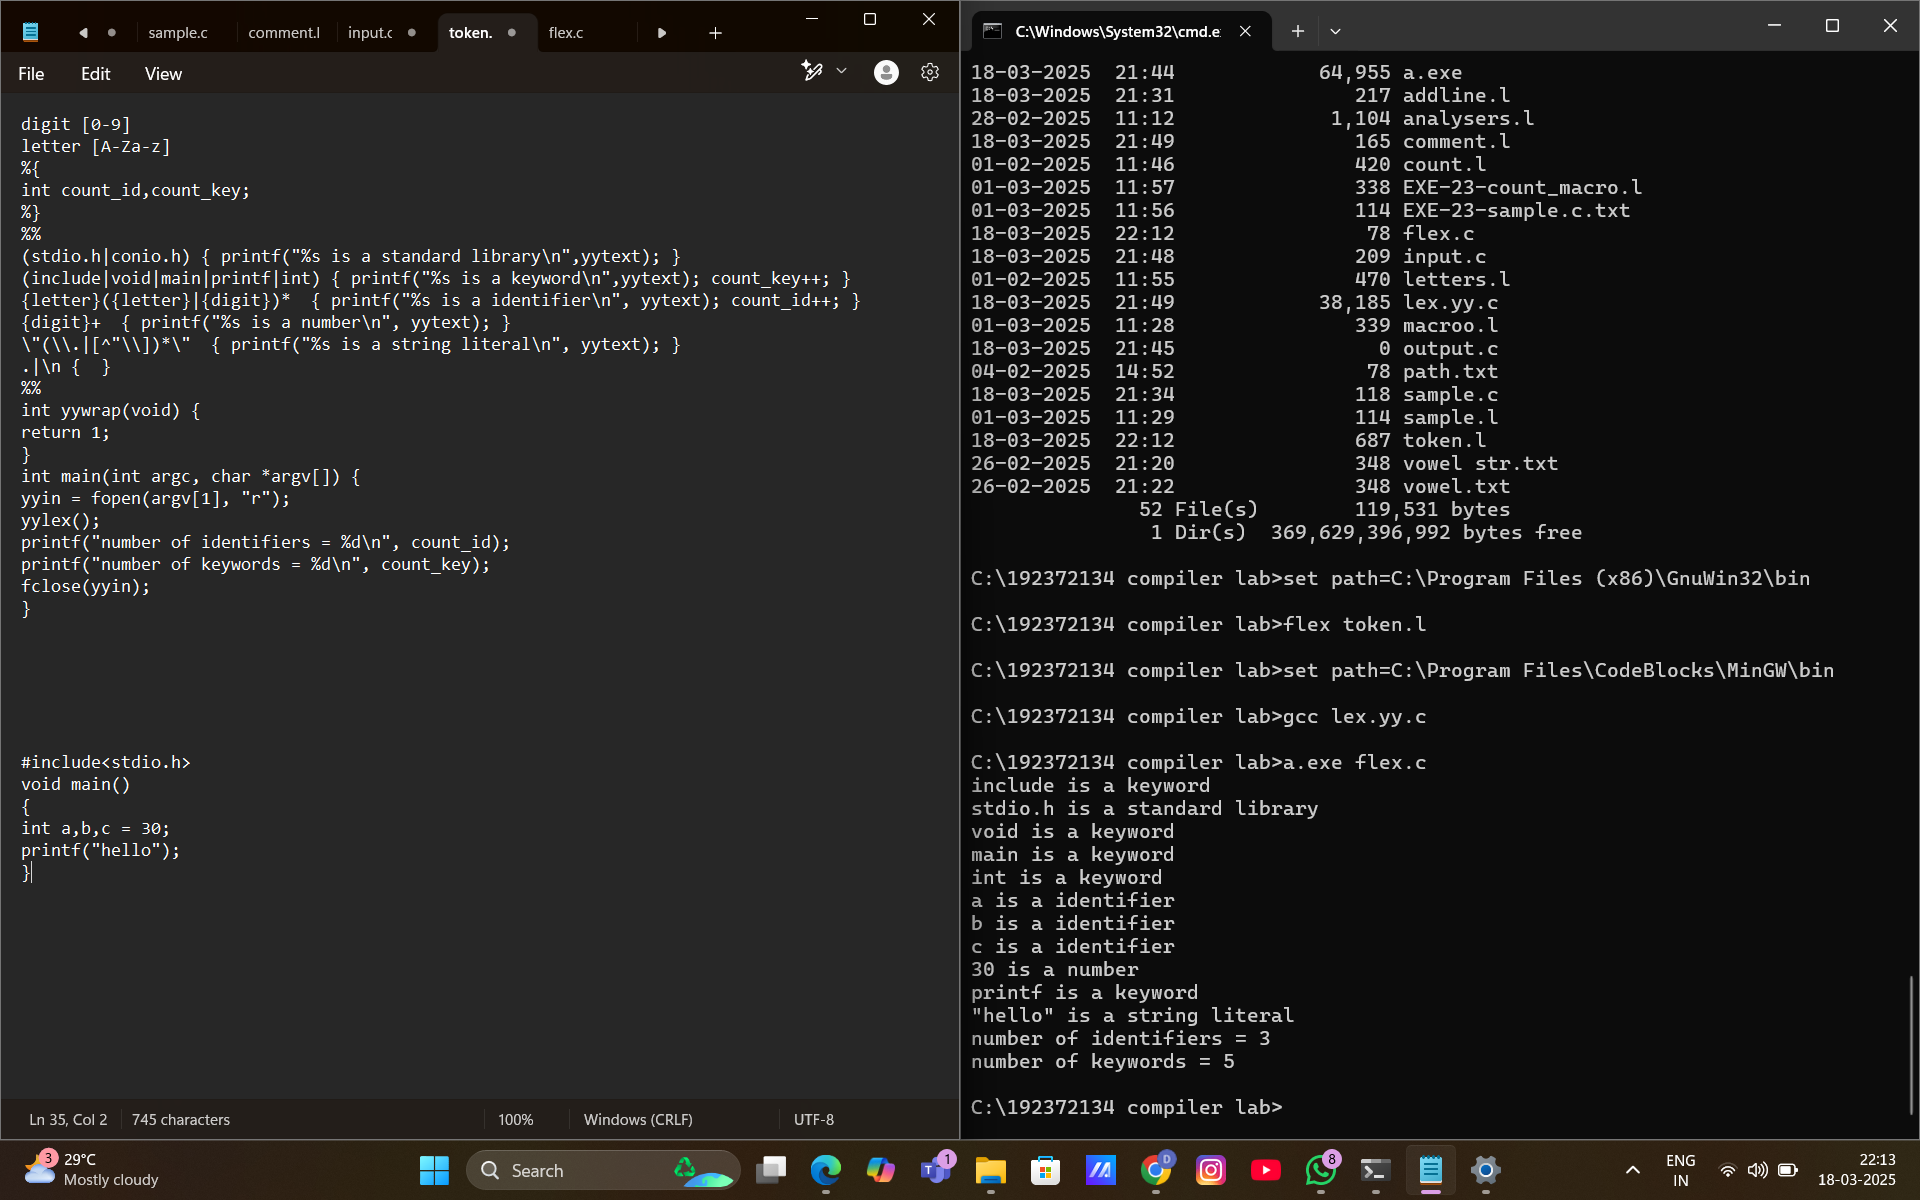 sample.c
comment.l
input.c
token.
flex.c
File
Edit
View
digit [0-9]
letter [A-Za-z]
%{
int count_id,count_key;
%}
%%
(stdio.h|conio.h) { printf("%s is a standard library\n",yytext); }
(include|void|main|printf|int) { printf("%s is a keyword\n",yytext); count_key++; }
{letter}({letter}|{digit})*  { printf("%s is a identifier\n", yytext); count_id++; }
{digit}+  { printf("%s is a number\n", yytext); }
\"(\\.|[^"\\])*\"  { printf("%s is a string literal\n", yytext); }
.|\n {  }
%%
int yywrap(void) {
return 1;
}
int main(int argc, char *argv[]) {
yyin = fopen(argv[1], "r");
yylex();
printf("number of identifiers = %d\n", count_id);
printf("number of keywords = %d\n", count_key);
fclose(yyin);
}
#include<stdio.h>
void main()
{
int a,b,c = 30;
printf("hello");
}
Ln 35, Col 2
745 characters
100%
Windows (CRLF)
UTF-8
C:\Windows\System32\cmd.e
18-03-2025  21:44            64,955 a.exe
18-03-2025  21:31               217 addline.l
28-02-2025  11:12             1,104 analysers.l
18-03-2025  21:49               165 comment.l
01-02-2025  11:46               420 count.l
01-03-2025  11:57               338 EXE-23-count_macro.l
01-03-2025  11:56               114 EXE-23-sample.c.txt
18-03-2025  22:12                78 flex.c
18-03-2025  21:48               209 input.c
01-02-2025  11:55               470 letters.l
18-03-2025  21:49            38,185 lex.yy.c
01-03-2025  11:28               339 macroo.l
18-03-2025  21:45                 0 output.c
04-02-2025  14:52                78 path.txt
18-03-2025  21:34               118 sample.c
01-03-2025  11:29               114 sample.l
18-03-2025  22:12               687 token.l
26-02-2025  21:20               348 vowel str.txt
26-02-2025  21:22               348 vowel.txt
52 File(s)        119,531 bytes
1 Dir(s)  369,629,396,992 bytes free
C:\192372134 compiler lab>set path=C:\Program Files (x86)\GnuWin32\bin
C:\192372134 compiler lab>flex token.l
C:\192372134 compiler lab>set path=C:\Program Files\CodeBlocks\MinGW\bin
C:\192372134 compiler lab>gcc lex.yy.c
C:\192372134 compiler lab>a.exe flex.c
include is a keyword
stdio.h is a standard library
void is a keyword
main is a keyword
int is a keyword
a is a identifier
b is a identifier
c is a identifier
30 is a number
printf is a keyword
"hello" is a string literal
number of identifiers = 3
number of keywords = 5
C:\192372134 compiler lab>
3
29°C
Mostly cloudy
Search
1
D
8
ENG
IN
22:13
18-03-2025